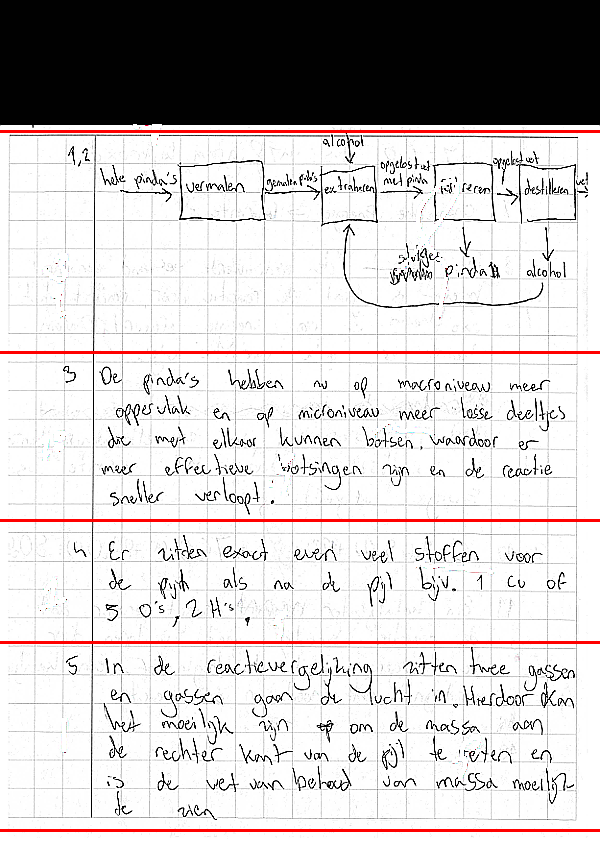 1,2
alcohol
hele pinda's
vermalen
gemalen pinda's
extraheren
opgelost vet
met pinda
opgelost vet
destilleren
vet
stukjes
pinda
alcohol
3 De pinda's hebben nu op macroniveau meer
oppervlak en op microniveau meer losse deeltjes
die met elkaar kunnen botsen, waardoor er
meer effectieve botsingen zijn en de reactie
sneller verloopt.
4 Er zitten exact even veel stoffen voor
de pijl als na de pijl bijv. 1 Cu of
5 O's, 2 H's.
5 In de reactievergelijking zitten twee gassen
en gassen gaan de lucht in. Hierdoor kan
het moeilijk zijn om de massa aan
de rechter kant van de pijl te meten en
is de wet van behoud van massa moeilijk
te zien